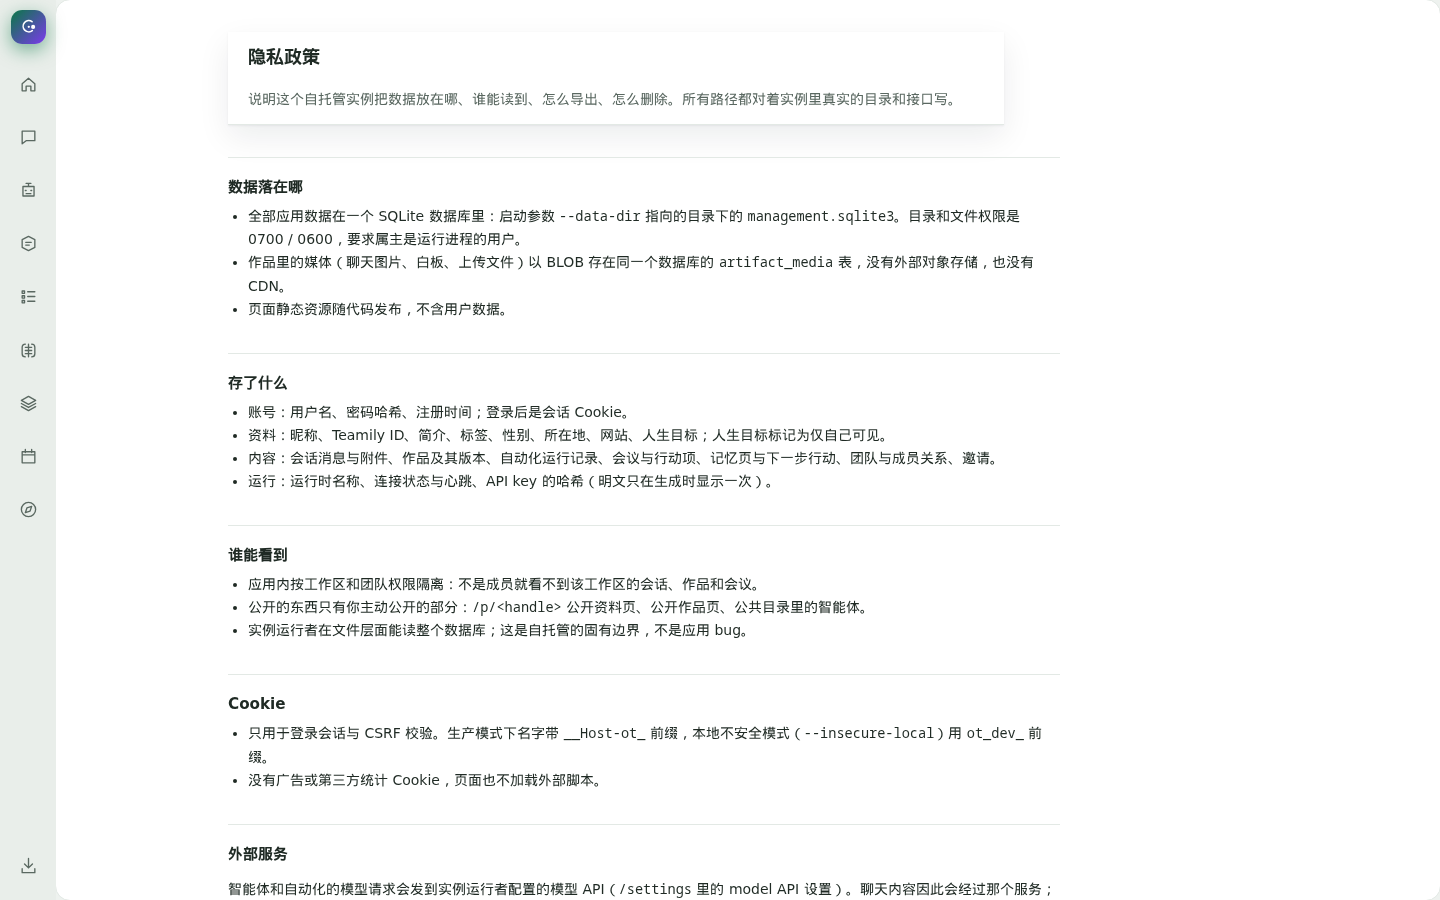 隐私政策
说明这个自托管实例把数据放在哪、谁能读到、怎么导出、怎么删除。所有路径都对着实例里真实的目录和接口写。
数据落在哪
• 全部应用数据在一个 SQLite 数据库里：启动参数 --data-dir 指向的目录下的 management.sqlite3。目录和文件权限是
0700 / 0600，要求属主是运行进程的用户。
• 作品里的媒体（聊天图片、白板、上传文件）以 BLOB 存在同一个数据库的 artifact_media 表，没有外部对象存储，也没有
CDN。
• 页面静态资源随代码发布，不含用户数据。
存了什么
• 账号：用户名、密码哈希、注册时间；登录后是会话 Cookie。
• 资料：昵称、Teamily ID、简介、标签、性别、所在地、网站、人生目标；人生目标标记为仅自己可见。
• 内容：会话消息与附件、作品及其版本、自动化运行记录、会议与行动项、记忆页与下一步行动、团队与成员关系、邀请。
• 运行：运行时名称、连接状态与心跳、API key 的哈希（明文只在生成时显示一次）。
谁能看到
• 应用内按工作区和团队权限隔离：不是成员就看不到该工作区的会话、作品和会议。
• 公开的东西只有你主动公开的部分：/p/<handle> 公开资料页、公开作品页、公共目录里的智能体。
• 实例运行者在文件层面能读整个数据库；这是自托管的固有边界，不是应用 bug。
Cookie
• 只用于登录会话与 CSRF 校验。生产模式下名字带 __Host-ot_ 前缀，本地不安全模式（--insecure-local）用 ot_dev_ 前
缀。
• 没有广告或第三方统计 Cookie，页面也不加载外部脚本。
外部服务
智能体和自动化的模型请求会发到实例运行者配置的模型 API（/settings 里的 model API 设置）。聊天内容因此会经过那个服务；